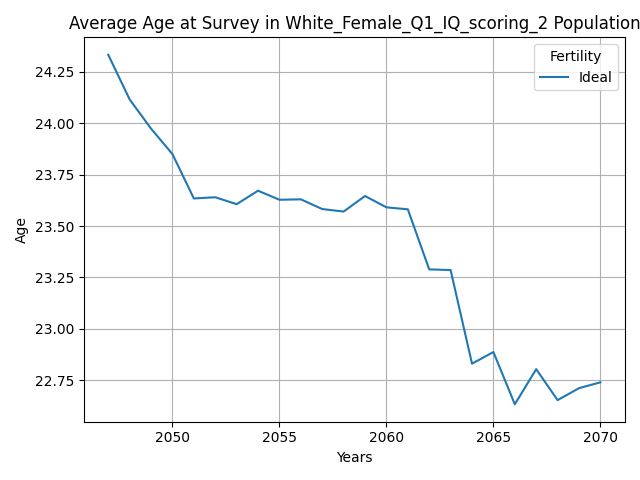 Average Age at Survey in White_Female_Q1_IQ_scoring_2 Population
Fertility
Ideal
24.25
24.00
23.75
23.50
23.25
23.00
22.75
Age
2050
2055
2060
2065
2070
Years